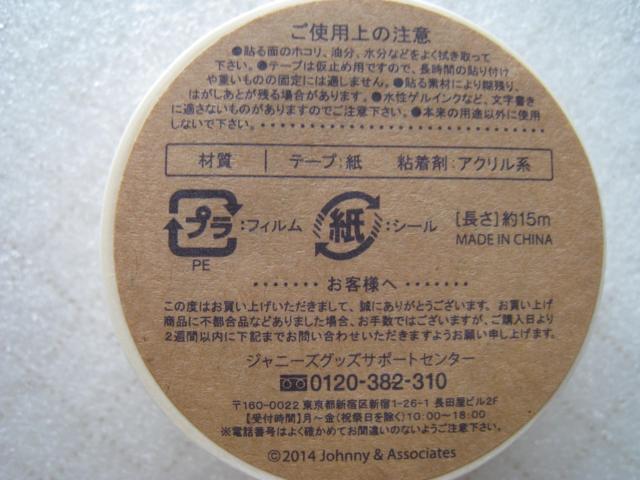 ご使用上の注意
●貼る面のホコリ、油分、水分などをよく拭き取って
下さい。●テープは仮止め用ですので、長時間の貼り付け
や重いものの固定には適しません。●貼る素材により糊残り、
はがしあとが残る場合があります。●水性ゲルインクなど、文字書き
に適さないものがありますのでご注意下さい。●本来の用途以外に使用
しないで下さい。
材質 テープ:紙 粘着剤:アクリル系
プラ :フィルム 紙 :シール [長さ]約15m
PE MADE IN CHINA
お客様へ
この度はお買い上げいただきまして、誠にありがとうございます。お買い上げ
商品に不都合品などありました場合、お手数ではございますが、ご購入日より
2週間以内に下記までお問い合わせいただきますようお願い申し上げます。
ジャニーズグッズサポートセンター
0120-382-310
〒160-0022 東京都新宿区新宿1-26-1 長田屋ビル2F
【受付時間】月〜金(祝祭日を除く)10:00〜18:00
※電話番号はよく確かめてお間違いのないようご注意下さい。
©2014 Johnny & Associates